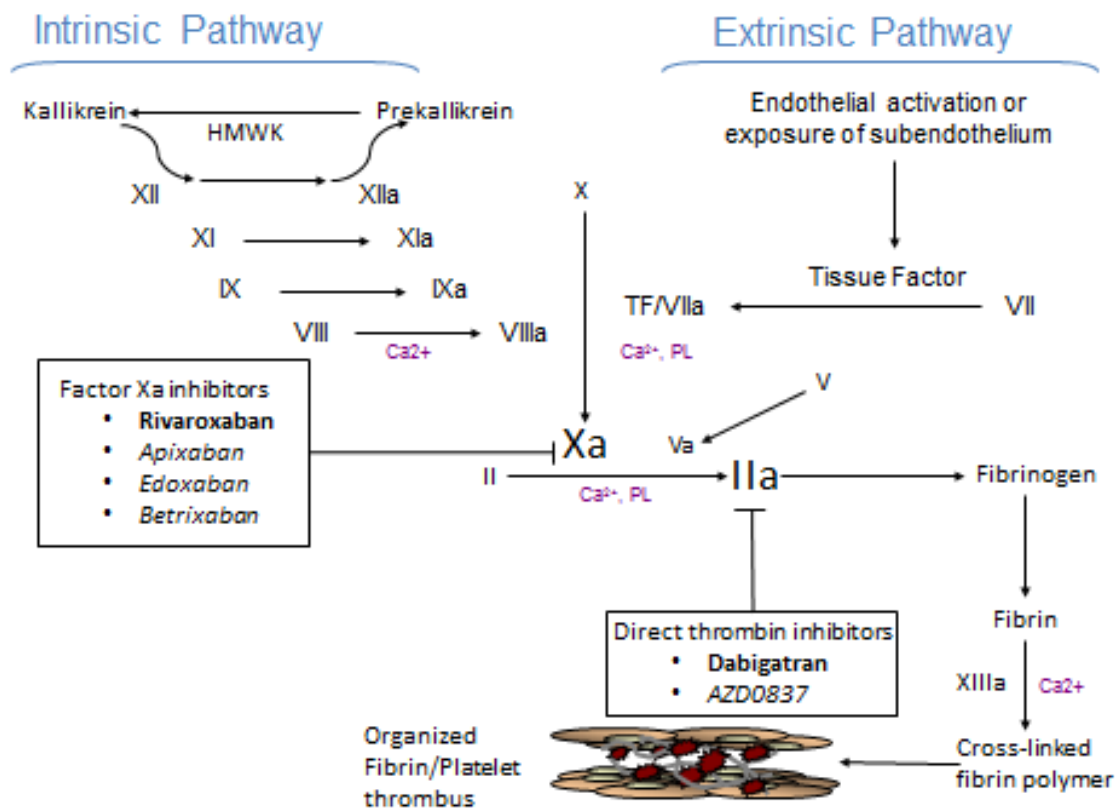 Intrinsic Pathway
Extrinsic Pathway
Kallikrein
Prekallikrein
HMWK
XII
XIIa
XI
XIa
IX
IXa
VIII
VIIIa
Ca2+
Endothelial activation or
exposure of subendothelium
X
Tissue Factor
TF/VIIa
VII
Ca²⁺, PL
Factor Xa inhibitors
• Rivaroxaban
• Apixaban
• Edoxaban
• Betrixaban
V
Xa
Va
II
IIa
Ca²⁺, PL
Fibrinogen
Fibrin
Direct thrombin inhibitors
• Dabigatran
• AZD0837
XIIIa
Ca2+
Organized
Fibrin/Platelet
thrombus
Cross-linked
fibrin polymer